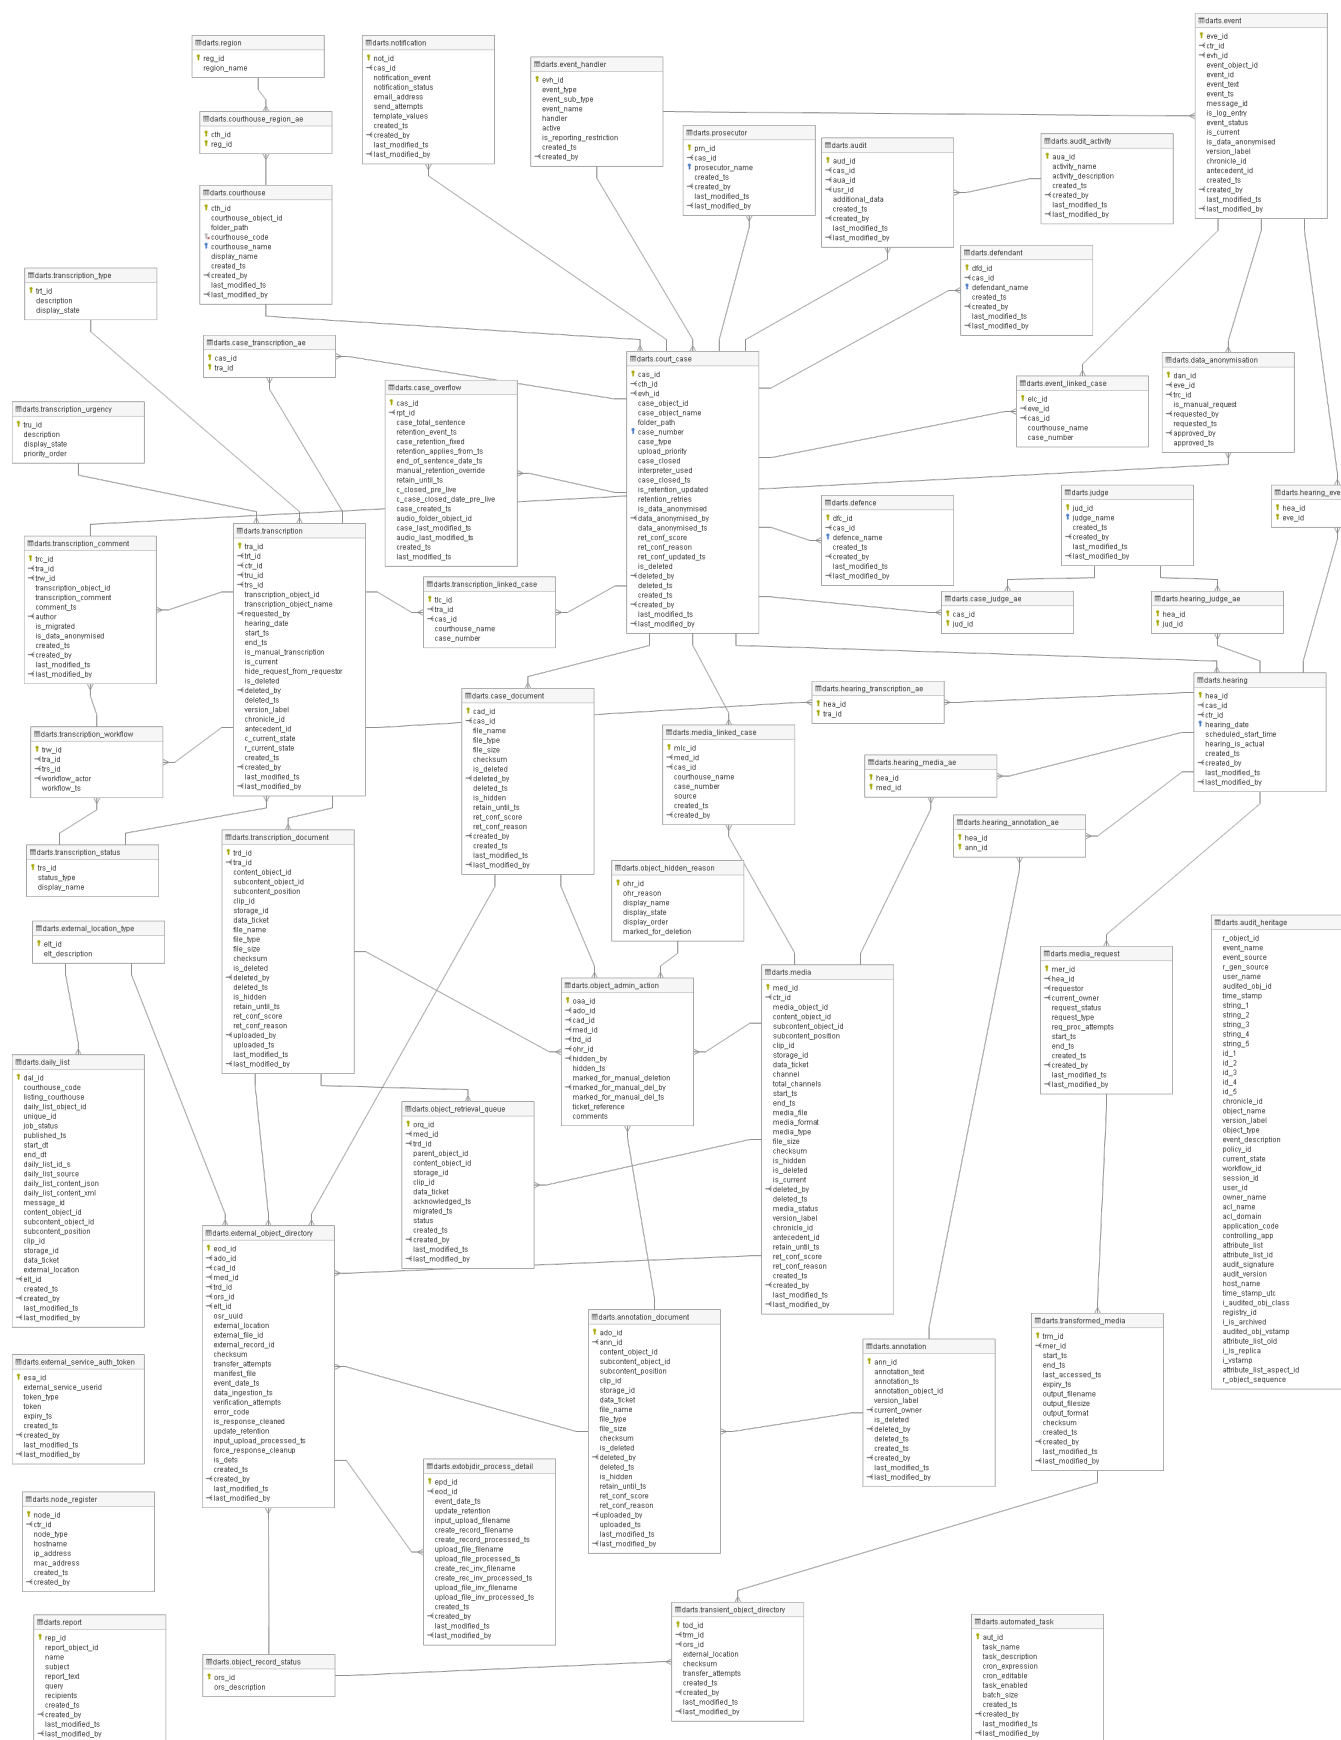 darts.event
eve_id
ctr_id
evh_id
event_object_id
event_id
event_text
event_ts
message_id
is_log_entry
event_status
is_current
is_data_anonymised
version_label
chronicle_id
antecedent_id
created_ts
created_by
last_modified_ts
last_modified_by
darts.region
reg_id
region_name
darts.notification
not_id
cas_id
notification_event
notification_status
email_address
send_attempts
template_values
created_ts
created_by
last_modified_ts
last_modified_by
darts.event_handler
evh_id
event_type
event_sub_type
event_name
handler
active
is_reporting_restriction
created_ts
created_by
darts.courthouse_region_ae
cth_id
reg_id
darts.prosecutor
prn_id
cas_id
prosecutor_name
created_ts
created_by
last_modified_ts
last_modified_by
darts.audit
aud_id
cas_id
aua_id
usr_id
additional_data
created_ts
created_by
last_modified_ts
last_modified_by
darts.audit_activity
aua_id
activity_name
activity_description
created_ts
created_by
last_modified_ts
last_modified_by
darts.courthouse
cth_id
courthouse_object_id
folder_path
courthouse_code
courthouse_name
display_name
created_ts
created_by
last_modified_ts
last_modified_by
darts.defendant
dfd_id
cas_id
defendant_name
created_ts
created_by
last_modified_ts
last_modified_by
darts.transcription_type
trt_id
description
display_state
darts.case_transcription_ae
cas_id
tra_id
darts.court_case
cas_id
cth_id
evh_id
case_object_id
case_object_name
folder_path
case_number
case_type
upload_priority
case_closed
interpreter_used
case_closed_ts
is_retention_updated
retention_retries
is_data_anonymised
data_anonymised_by
data_anonymised_ts
ret_conf_score
ret_conf_reason
ret_conf_updated_ts
is_deleted
deleted_by
deleted_ts
created_ts
created_by
last_modified_ts
last_modified_by
darts.data_anonymisation
dan_id
eve_id
trc_id
is_manual_request
requested_by
requested_ts
approved_by
approved_ts
darts.event_linked_case
elc_id
eve_id
cas_id
courthouse_name
case_number
darts.case_overflow
cas_id
rpt_id
case_total_sentence
retention_event_ts
case_retention_fixed
retention_applies_from_ts
end_of_sentence_date_ts
manual_retention_override
retain_until_ts
c_closed_pre_live
c_case_closed_date_pre_live
case_created_ts
audio_folder_object_id
case_last_modified_ts
audio_last_modified_ts
created_ts
last_modified_ts
darts.transcription_urgency
tru_id
description
display_state
priority_order
darts.judge
jud_id
judge_name
created_ts
created_by
last_modified_ts
last_modified_by
darts.hearing_eve
hea_id
eve_id
darts.defence
dfc_id
cas_id
defence_name
created_ts
created_by
last_modified_ts
last_modified_by
darts.transcription
tra_id
trt_id
ctr_id
tru_id
trs_id
transcription_object_id
transcription_object_name
requested_by
hearing_date
start_ts
end_ts
is_manual_transcription
is_current
hide_request_from_requestor
is_deleted
deleted_by
deleted_ts
version_label
chronicle_id
antecedent_id
c_current_state
r_current_state
created_ts
created_by
last_modified_ts
last_modified_by
darts.transcription_comment
trc_id
tra_id
trw_id
transcription_object_id
transcription_comment
comment_ts
author
is_migrated
is_data_anonymised
created_ts
created_by
last_modified_ts
last_modified_by
darts.transcription_linked_case
tlc_id
tra_id
cas_id
courthouse_name
case_number
darts.case_judge_ae
cas_id
jud_id
darts.hearing_judge_ae
hea_id
jud_id
darts.hearing
hea_id
cas_id
ctr_id
hearing_date
scheduled_start_time
hearing_is_actual
created_ts
created_by
last_modified_ts
last_modified_by
darts.hearing_transcription_ae
hea_id
tra_id
darts.case_document
cad_id
cas_id
file_name
file_type
file_size
checksum
is_deleted
deleted_by
deleted_ts
is_hidden
retain_until_ts
ret_conf_score
ret_conf_reason
created_by
created_ts
last_modified_ts
last_modified_by
darts.media_linked_case
mlc_id
med_id
cas_id
courthouse_name
case_number
source
created_ts
created_by
darts.transcription_workflow
trw_id
tra_id
trs_id
workflow_actor
workflow_ts
darts.hearing_media_ae
hea_id
med_id
darts.hearing_annotation_ae
hea_id
ann_id
darts.transcription_document
trd_id
tra_id
content_object_id
subcontent_object_id
subcontent_position
clip_id
storage_id
data_ticket
file_name
file_type
file_size
checksum
is_deleted
deleted_by
deleted_ts
is_hidden
retain_until_ts
ret_conf_score
ret_conf_reason
uploaded_by
uploaded_ts
last_modified_ts
last_modified_by
darts.transcription_status
trs_id
status_type
display_name
darts.object_hidden_reason
ohr_id
ohr_reason
display_name
display_state
display_order
marked_for_deletion
darts.external_location_type
elt_id
elt_description
darts.audit_heritage
r_object_id
event_name
event_source
r_gen_source
user_name
audited_obj_id
time_stamp
string_1
string_2
string_3
string_4
string_5
id_1
id_2
id_3
id_4
id_5
chronicle_id
object_name
version_label
object_type
event_description
policy_id
current_state
workflow_id
session_id
user_id
owner_name
acl_name
acl_domain
application_code
controlling_app
attribute_list
attribute_list_id
audit_signature
audit_version
host_name
time_stamp_utc
i_audited_obj_class
registry_id
i_is_archived
audited_obj_vstamp
attribute_list_old
i_is_replica
i_vstamp
attribute_list_aspect_id
r_object_sequence
darts.media_request
mer_id
hea_id
requestor
current_owner
request_status
request_type
req_proc_attempts
start_ts
end_ts
created_ts
created_by
last_modified_ts
last_modified_by
darts.media
med_id
ctr_id
media_object_id
content_object_id
subcontent_object_id
subcontent_position
clip_id
storage_id
data_ticket
channel
total_channels
start_ts
end_ts
media_file
media_format
media_type
file_size
checksum
is_hidden
is_deleted
is_current
deleted_by
deleted_ts
media_status
version_label
chronicle_id
antecedent_id
retain_until_ts
ret_conf_score
ret_conf_reason
created_ts
created_by
last_modified_ts
last_modified_by
darts.object_admin_action
oaa_id
ado_id
cad_id
med_id
trd_id
ohr_id
hidden_by
hidden_ts
marked_for_manual_deletion
marked_for_manual_del_by
marked_for_manual_del_ts
ticket_reference
comments
darts.daily_list
dal_id
courthouse_code
listing_courthouse
daily_list_object_id
unique_id
job_status
published_ts
start_dt
end_dt
daily_list_id_s
daily_list_source
daily_list_content_json
daily_list_content_xml
message_id
content_object_id
subcontent_object_id
subcontent_position
clip_id
storage_id
data_ticket
external_location
elt_id
created_ts
created_by
last_modified_ts
last_modified_by
darts.object_retrieval_queue
orq_id
med_id
trd_id
parent_object_id
content_object_id
storage_id
clip_id
data_ticket
acknowledged_ts
migrated_ts
status
created_ts
created_by
last_modified_ts
last_modified_by
darts.external_object_directory
eod_id
ado_id
cad_id
med_id
trd_id
ors_id
elt_id
osr_uuid
external_location
external_file_id
external_record_id
checksum
transfer_attempts
manifest_file
event_date_ts
data_ingestion_ts
verification_attempts
error_code
is_response_cleaned
update_retention
input_upload_processed_ts
force_response_cleanup
is_dets
created_ts
created_by
last_modified_ts
last_modified_by
darts.annotation_document
ado_id
ann_id
content_object_id
subcontent_object_id
subcontent_position
clip_id
storage_id
data_ticket
file_name
file_type
file_size
checksum
is_deleted
deleted_by
deleted_ts
is_hidden
retain_until_ts
ret_conf_score
ret_conf_reason
uploaded_by
uploaded_ts
last_modified_ts
last_modified_by
darts.annotation
ann_id
annotation_text
annotation_ts
annotation_object_id
version_label
current_owner
is_deleted
deleted_by
deleted_ts
created_ts
created_by
last_modified_ts
last_modified_by
darts.transformed_media
trm_id
mer_id
start_ts
end_ts
last_accessed_ts
expiry_ts
output_filename
output_filesize
output_format
checksum
created_ts
created_by
last_modified_ts
last_modified_by
darts.external_service_auth_token
esa_id
external_service_userid
token_type
token
expiry_ts
created_ts
created_by
last_modified_ts
last_modified_by
darts.extobjdir_process_detail
epd_id
eod_id
event_date_ts
update_retention
input_upload_filename
create_record_filename
create_record_processed_ts
upload_file_filename
upload_file_processed_ts
create_rec_inv_filename
create_rec_inv_processed_ts
upload_file_inv_filename
upload_file_inv_processed_ts
created_ts
created_by
last_modified_ts
last_modified_by
darts.node_register
node_id
ctr_id
node_type
hostname
ip_address
mac_address
created_ts
created_by
darts.transient_object_directory
tod_id
trm_id
ors_id
external_location
checksum
transfer_attempts
created_ts
created_by
last_modified_ts
last_modified_by
darts.report
rep_id
report_object_id
name
subject
report_text
query
recipients
created_ts
created_by
last_modified_ts
last_modified_by
darts.automated_task
aut_id
task_name
task_description
cron_expression
cron_editable
task_enabled
batch_size
created_ts
created_by
last_modified_ts
last_modified_by
darts.object_record_status
ors_id
ors_description